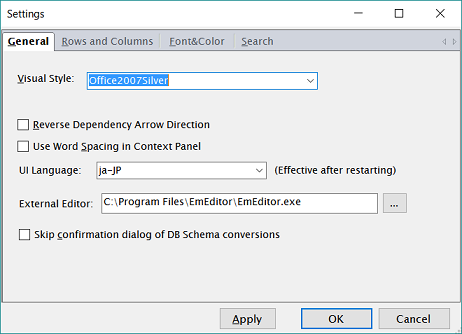 Settings
General Rows and Columns Font&Color Search
Visual Style: Office2007Silver
Reverse Dependency Arrow Direction
Use Word Spacing in Context Panel
UI Language: ja-JP (Effective after restarting)
External Editor: C:\Program Files\EmEditor\EmEditor.exe ...
Skip confirmation dialog of DB Schema conversions
Apply OK Cancel